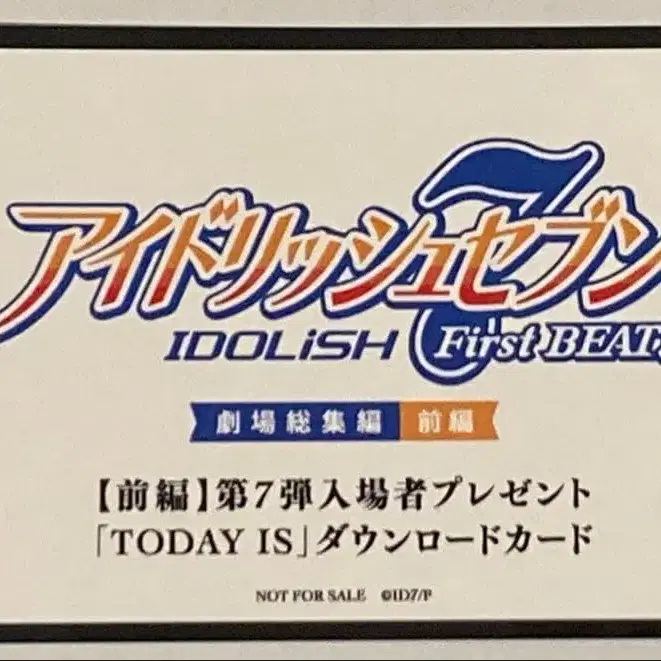 アイドリッシュセブン
IDOLiSH 7 First BEAT
劇場総集編 前編
【前編】第7弾入場者プレゼント
「TODAY IS」ダウンロードカード
NOT FOR SALE ©ID7/P